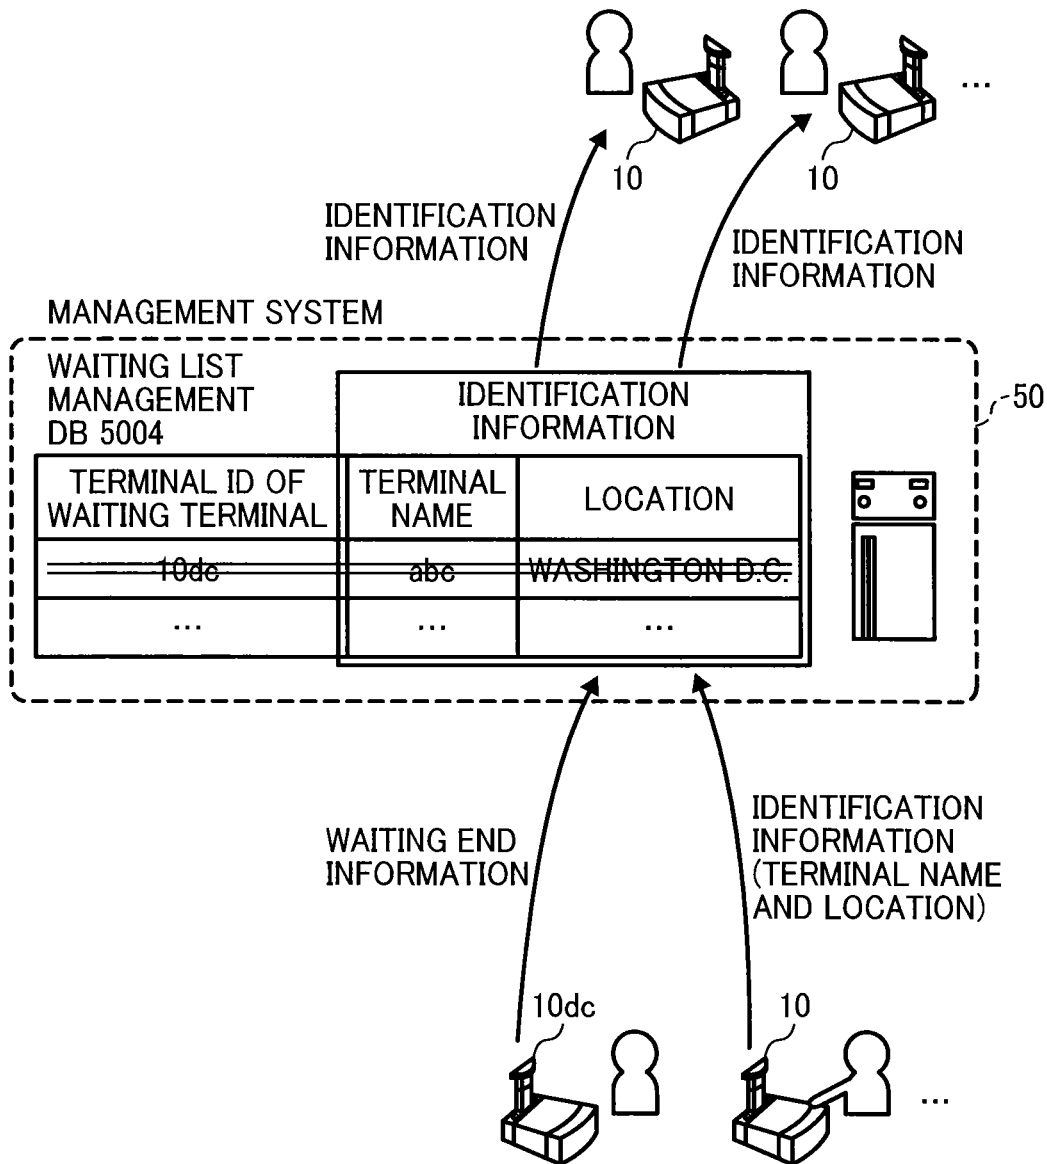 ...
10
10
IDENTIFICATION
INFORMATION
IDENTIFICATION
INFORMATION
MANAGEMENT SYSTEM
WAITING LIST
MANAGEMENT
DB 5004
IDENTIFICATION
INFORMATION
50
TERMINAL ID OF
WAITING TERMINAL
TERMINAL
NAME
LOCATION
10dc
abc
WASHINGTON D.C.
...
...
...
WAITING END
INFORMATION
IDENTIFICATION
INFORMATION
(TERMINAL NAME
AND LOCATION)
10dc
10
...